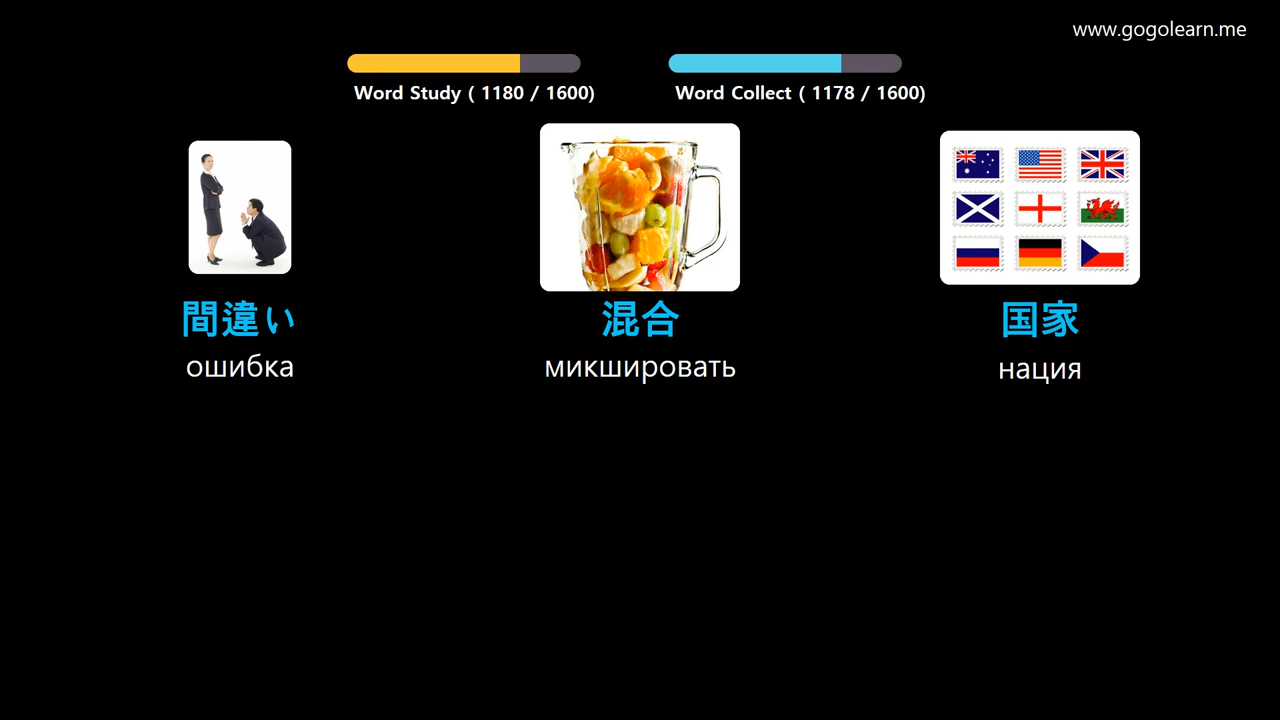 www.gogolearn.me
Word Study ( 1180 / 1600)
Word Collect ( 1178 / 1600)
間違い
混合
国家
ошибка
микшировать
нация